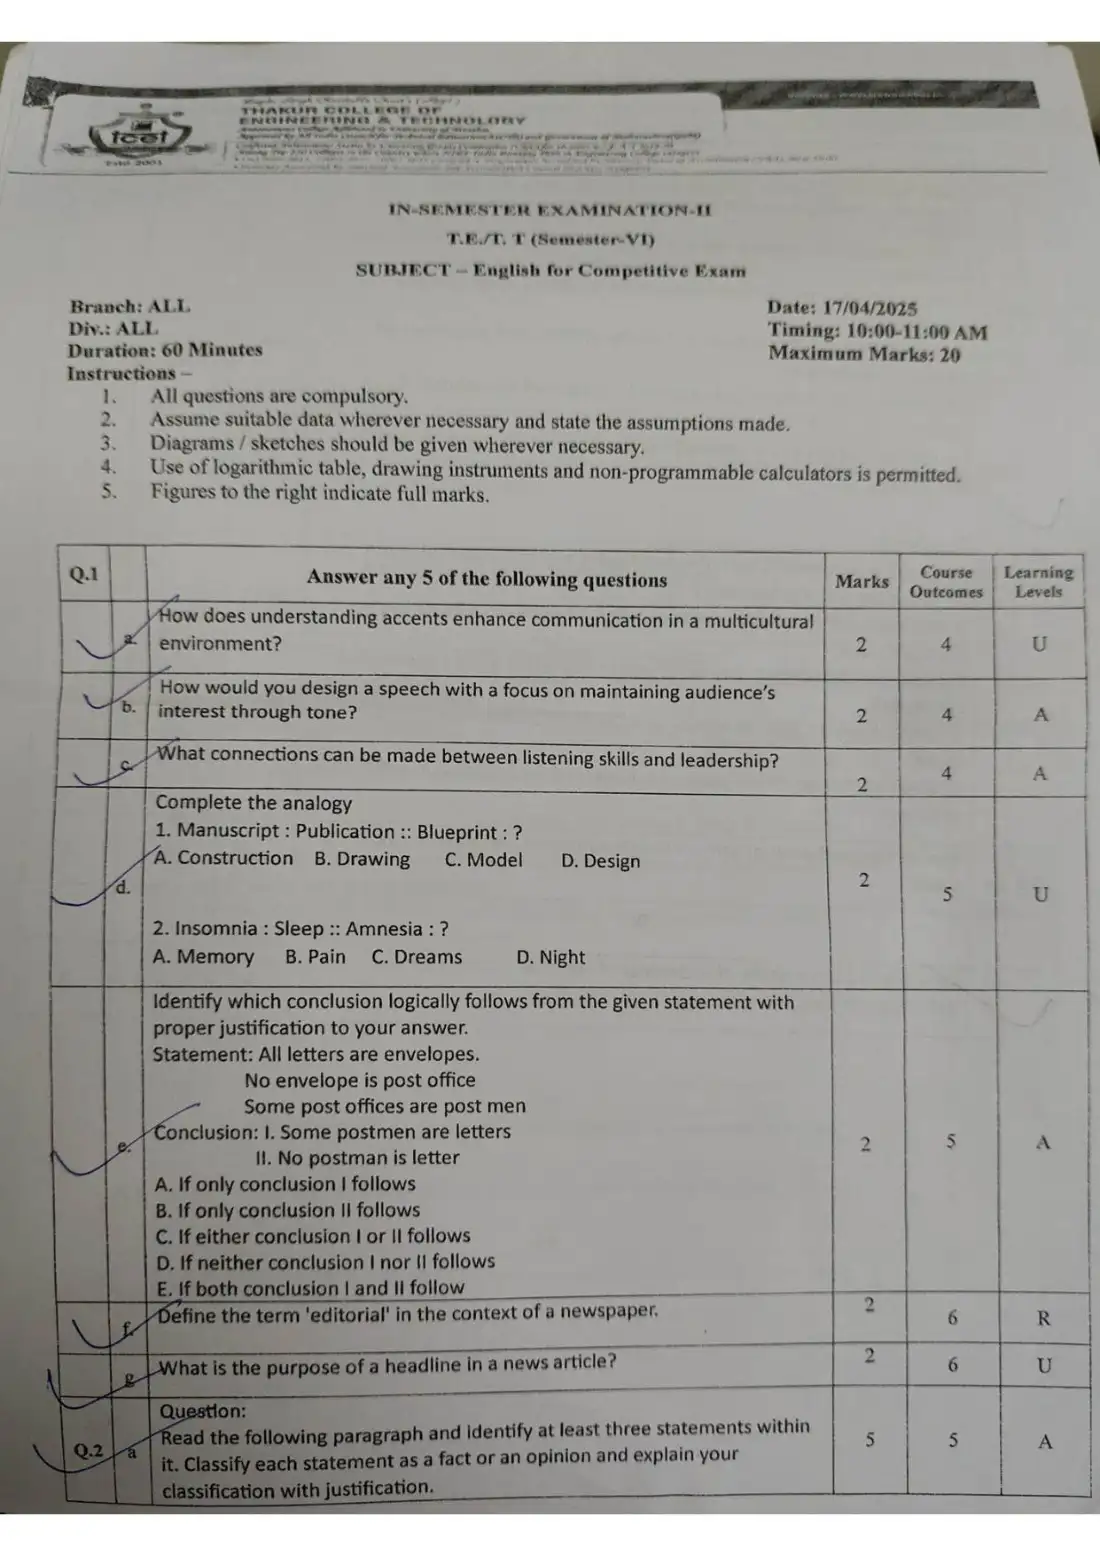 tcet
Estd. 2001
THAKUR COLLEGE OF
ENGINEERING & TECHNOLOGY
IN-SEMESTER EXAMINATION-II
T.E./T. T (Semester-VI)
SUBJECT – English for Competitive Exam
Branch: ALL
Date: 17/04/2025
Div.: ALL
Timing: 10:00-11:00 AM
Duration: 60 Minutes
Maximum Marks: 20
Instructions –
1. All questions are compulsory.
2. Assume suitable data wherever necessary and state the assumptions made.
3. Diagrams / sketches should be given wherever necessary.
4. Use of logarithmic table, drawing instruments and non-programmable calculators is permitted.
5. Figures to the right indicate full marks.
Q.1 Answer any 5 of the following questions Marks Course Outcomes Learning Levels
a. How does understanding accents enhance communication in a multicultural
environment? 2 4 U
b. How would you design a speech with a focus on maintaining audience's
interest through tone? 2 4 A
c. What connections can be made between listening skills and leadership? 2 4 A
Complete the analogy
1. Manuscript : Publication :: Blueprint : ?
A. Construction B. Drawing C. Model D. Design
d. 2 5 U
2. Insomnia : Sleep :: Amnesia : ?
A. Memory B. Pain C. Dreams D. Night
Identify which conclusion logically follows from the given statement with
proper justification to your answer.
Statement: All letters are envelopes.
No envelope is post office
Some post offices are post men
e. Conclusion: I. Some postmen are letters 2 5 A
II. No postman is letter
A. If only conclusion I follows
B. If only conclusion II follows
C. If either conclusion I or II follows
D. If neither conclusion I nor II follows
E. If both conclusion I and II follow
f. Define the term 'editorial' in the context of a newspaper. 2 6 R
g. What is the purpose of a headline in a news article? 2 6 U
Question:
Q.2 a Read the following paragraph and identify at least three statements within 5 5 A
it. Classify each statement as a fact or an opinion and explain your
classification with justification.